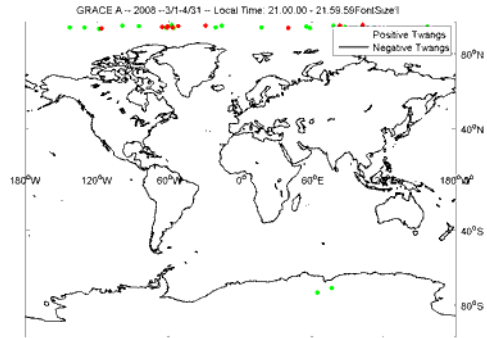 GRACE A -- 2008 --3/1-4/31 -- Local Time: 21.00.00 - 21.59.59FontSize'l
Positive Twangs
Negative Twangs
80°N
40°N
180°W 120°W 60°W 0°E 60°E 120°E 180°W
40°S
80°S